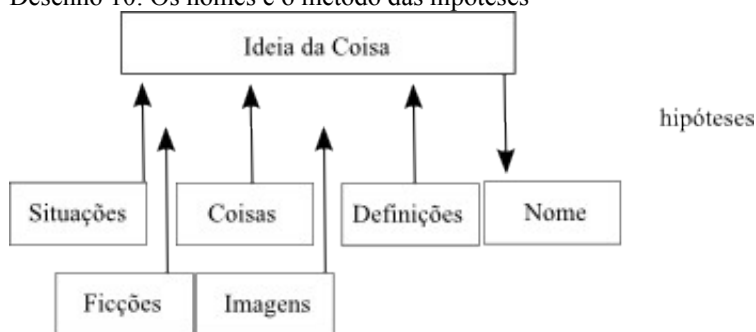 Desenho 10: Os nomes e o método das hipóteses
Ideia da Coisa
hipóteses
Situações
Coisas
Definições
Nome
Ficções
Imagens